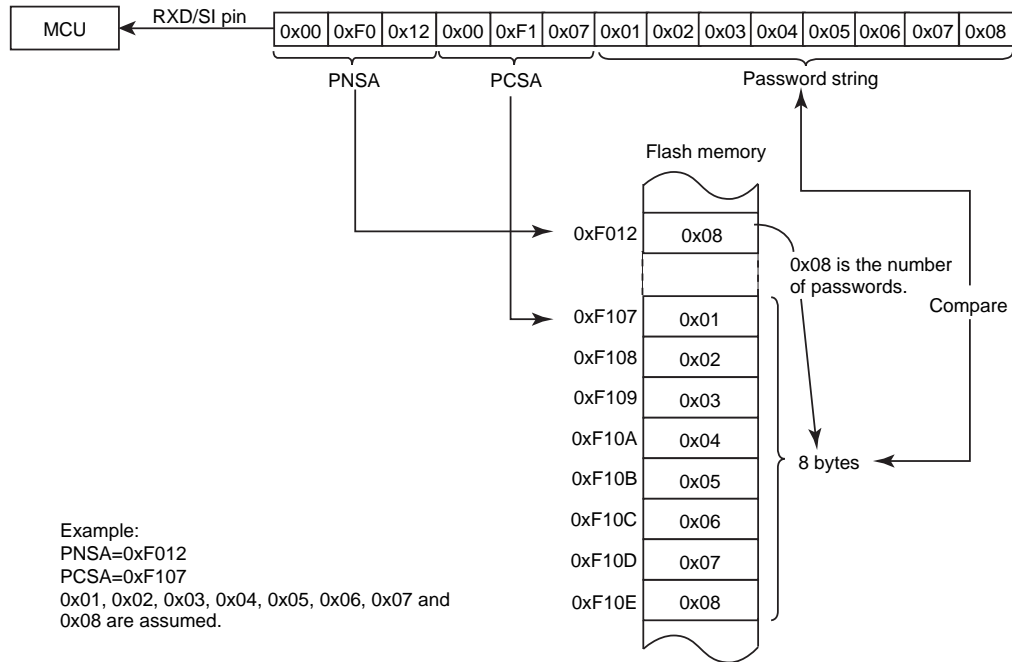 MCU
RXD/SI pin
0x00 0xF0 0x12 0x00 0xF1 0x07 0x01 0x02 0x03 0x04 0x05 0x06 0x07 0x08
PNSA
PCSA
Password string
Flash memory
0xF012 0x08
0x08 is the number
of passwords.
Compare
0xF107 0x01
0xF108 0x02
0xF109 0x03
0xF10A 0x04
8 bytes
0xF10B 0x05
0xF10C 0x06
0xF10D 0x07
0xF10E 0x08
Example:
PNSA=0xF012
PCSA=0xF107
0x01, 0x02, 0x03, 0x04, 0x05, 0x06, 0x07 and
0x08 are assumed.